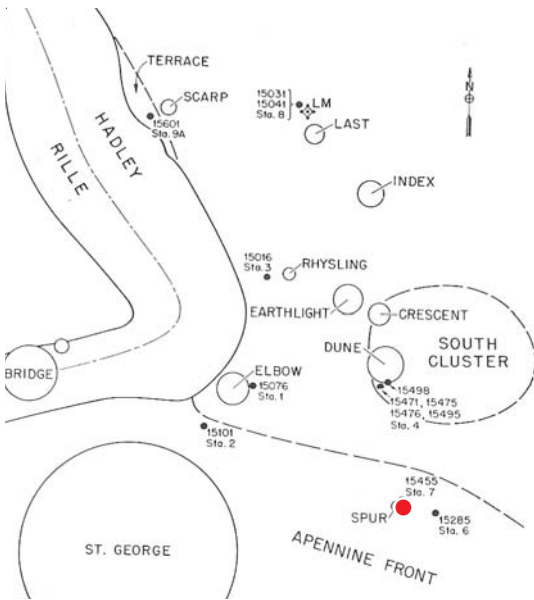 TERRACE
SCARP
15601
Sta. 9A
HADLEY
RILLE
15031
15041
Sta. 8
LM
LAST
N
INDEX
15016
Sta. 3
RHYSLING
EARTHLIGHT
CRESCENT
SOUTH
CLUSTER
DUNE
BRIDGE
ELBOW
15076
Sta. 1
15498
15471, 15475
15476, 15495
Sta. 4
15101
Sta. 2
15455
Sta. 7
SPUR
15285
Sta. 6
ST. GEORGE
APENNINE FRONT